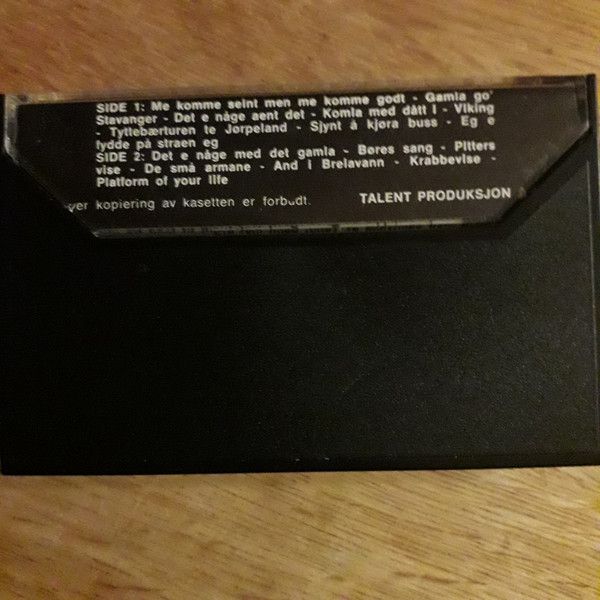 SIDE 1: Me komme seint men me komme godt - Gamla go'
Stavanger - Det e någe aent det - Komla med dått i - Viking
- Tyttebærturen te Jørpeland - Sjynt å kjøra buss - Eg e
fydde på straen eg
SIDE 2: Det e någe med det gamla - Børes sang - Pitters
vise - De små armane - And i Breiavann - Krabbevise -
Platform of your life
ver kopiering av kasetten er forbudt. TALENT PRODUKSJON